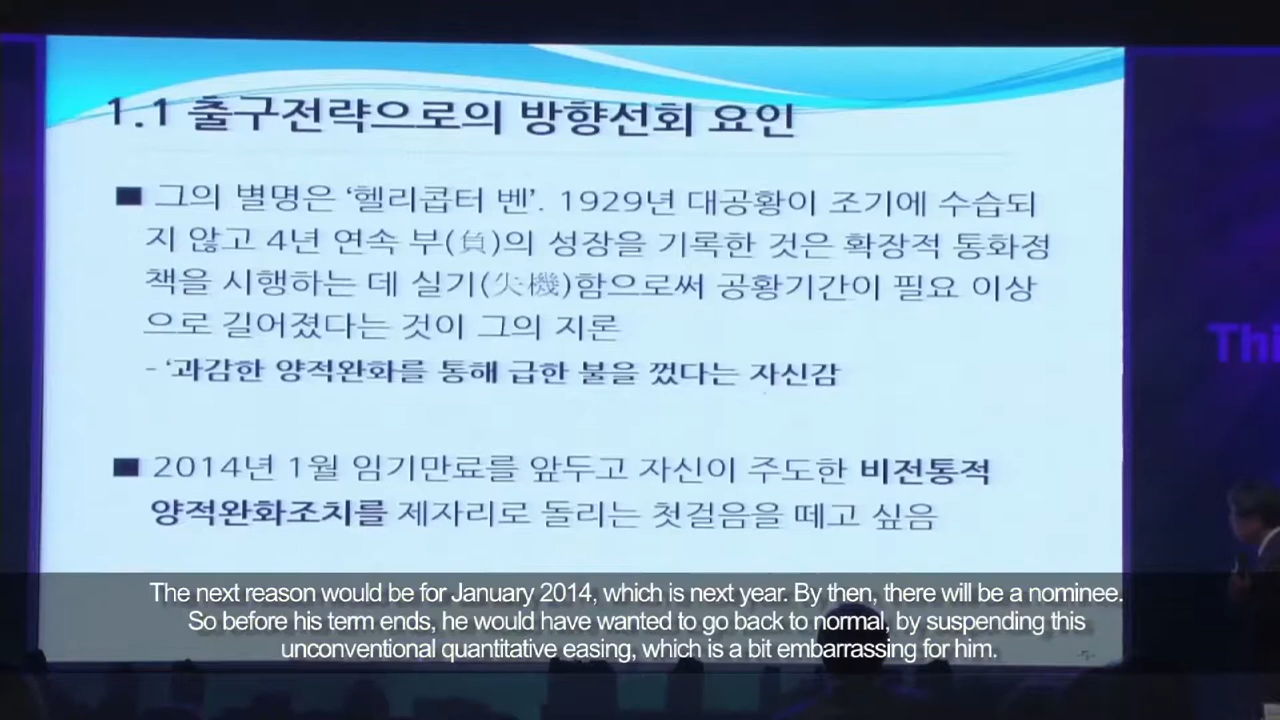 1.1 출구전략으로의 방향선회 요인
■ 그의 별명은 ‘헬리콥터 벤’. 1929년 대공황이 조기에 수습되
지 않고 4년 연속 부(負)의 성장을 기록한 것은 확장적 통화정
책을 시행하는 데 실기(失機)함으로써 공황기간이 필요 이상
으로 길어졌다는 것이 그의 지론
- ‘과감한 양적완화를 통해 급한 불을 껐다는 자신감
■ 2014년 1월 임기만료를 앞두고 자신이 주도한 비전통적
양적완화조치를 제자리로 돌리는 첫걸음을 떼고 싶음
Thi
The next reason would be for January 2014, which is next year. By then, there will be a nominee.
So before his term ends, he would have wanted to go back to normal, by suspending this
unconventional quantitative easing, which is a bit embarrassing for him.